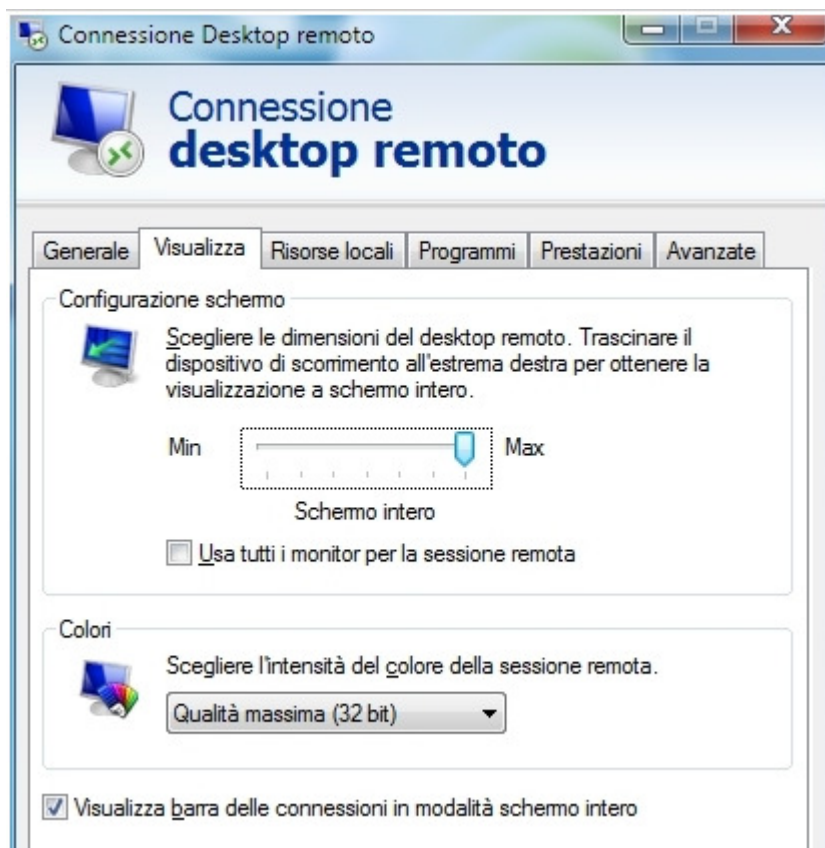 Connessione Desktop remoto
Connessione
desktop remoto
Generale Visualizza Risorse locali Programmi Prestazioni Avanzate
Configurazione schermo
Scegliere le dimensioni del desktop remoto. Trascinare il
dispositivo di scorrimento all'estrema destra per ottenere la
visualizzazione a schermo intero.
Min Max
Schermo intero
Usa tutti i monitor per la sessione remota
Colori
Scegliere l'intensità del colore della sessione remota.
Qualità massima (32 bit)
Visualizza barra delle connessioni in modalità schermo intero